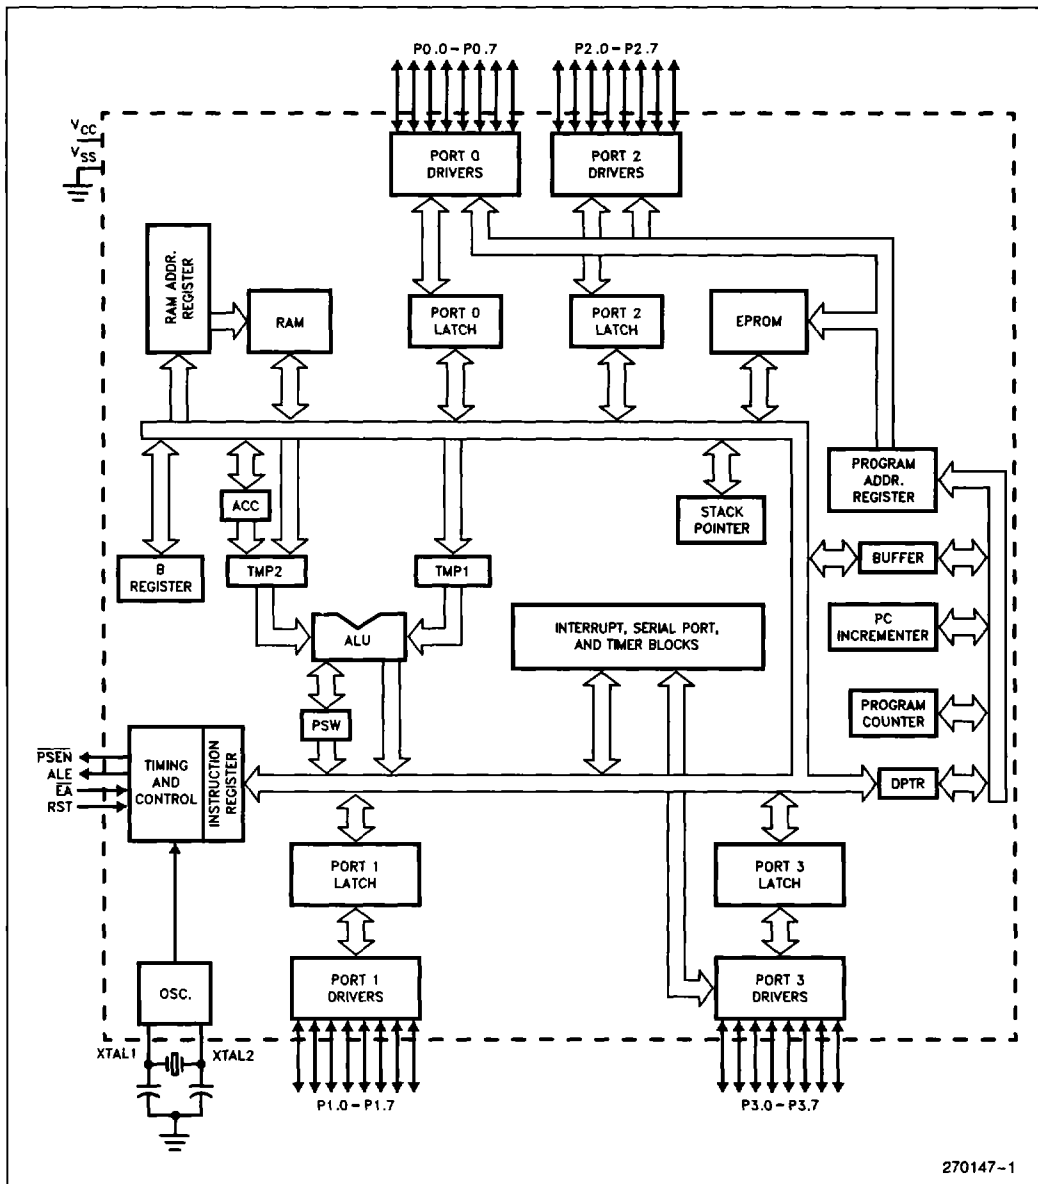 P0.0-P0.7
P2.0-P2.7
VCC
VSS
PORT 0
DRIVERS
PORT 2
DRIVERS
RAM ADDR.
REGISTER
RAM
PORT 0
LATCH
PORT 2
LATCH
EPROM
PROGRAM
ADDR.
REGISTER
ACC
STACK
POINTER
B
REGISTER
TMP2
TMP1
BUFFER
ALU
INTERRUPT, SERIAL PORT,
AND TIMER BLOCKS
PC
INCREMENTER
PSW
PROGRAM
COUNTER
P̅S̅E̅N̅
ALE
E̅A̅
RST
TIMING
AND
CONTROL
INSTRUCTION
REGISTER
DPTR
PORT 1
LATCH
PORT 3
LATCH
OSC.
PORT 1
DRIVERS
PORT 3
DRIVERS
XTAL1
XTAL2
P1.0-P1.7
P3.0-P3.7
270147-1